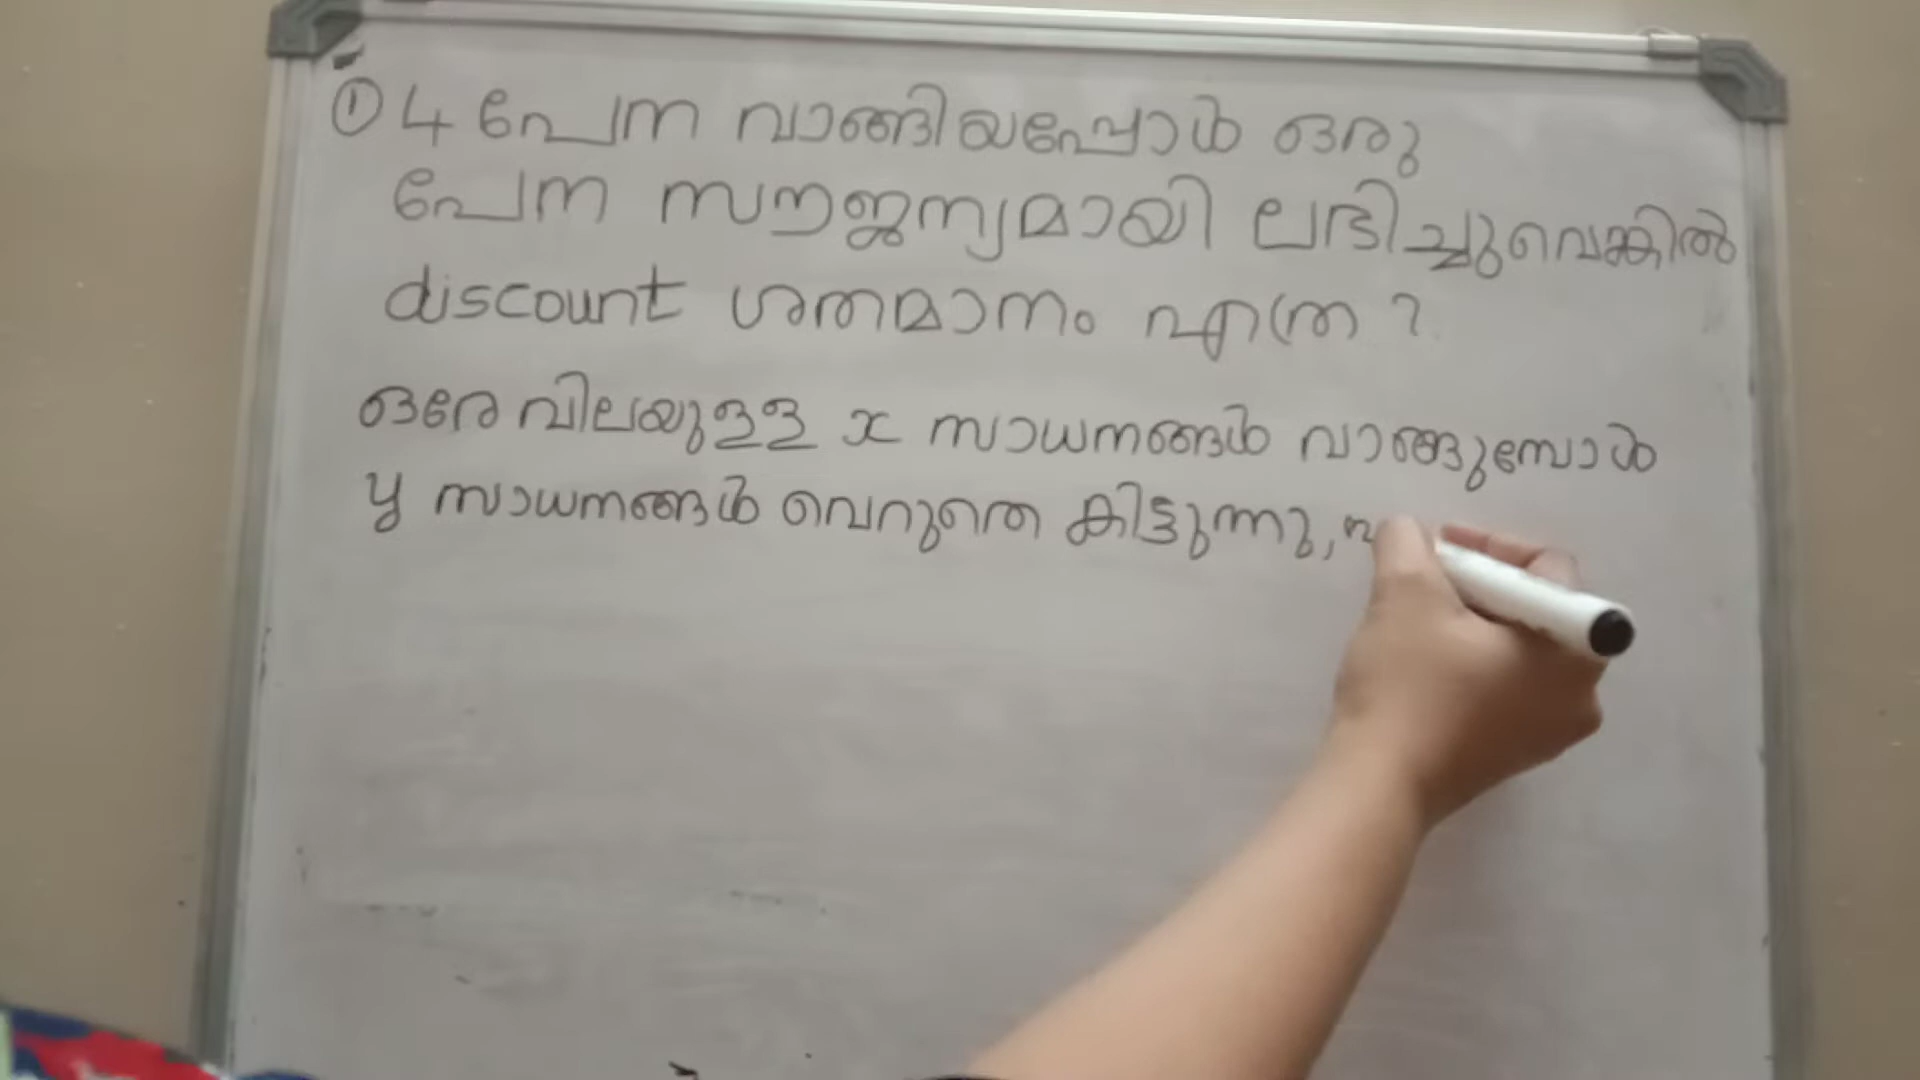 ① 4 പേന വാങ്ങിയപ്പോൾ ഒരു
പേന സൗജന്യമായി ലഭിച്ചുവെങ്കിൽ
discount ശതമാനം എത്ര ?
ഒരേ വിലയുള്ള x സാധനങ്ങൾ വാങ്ങുമ്പോൾ
y സാധനങ്ങൾ വെറുതെ കിട്ടുന്നു,